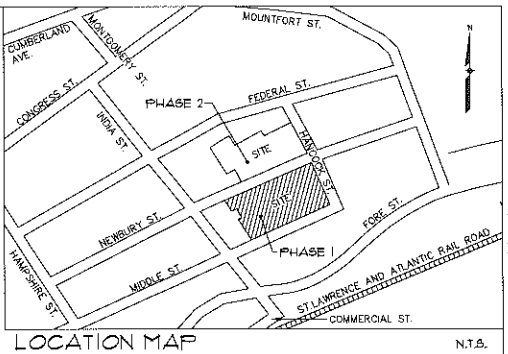 MOUNTFORT ST.
N
CUMBERLAND
AVE.
MONTGOMERY ST.
CONGRESS ST.
FEDERAL ST.
PHASE 2
INDIA ST.
HANCOCK ST.
SITE
SITE
NEWBURY ST.
FORE ST.
HAMPSHIRE ST.
PHASE 1
MIDDLE ST.
ST.LAWRENCE AND ATLANTIC RAIL ROAD
COMMERCIAL ST.
LOCATION MAP
N.T.S.